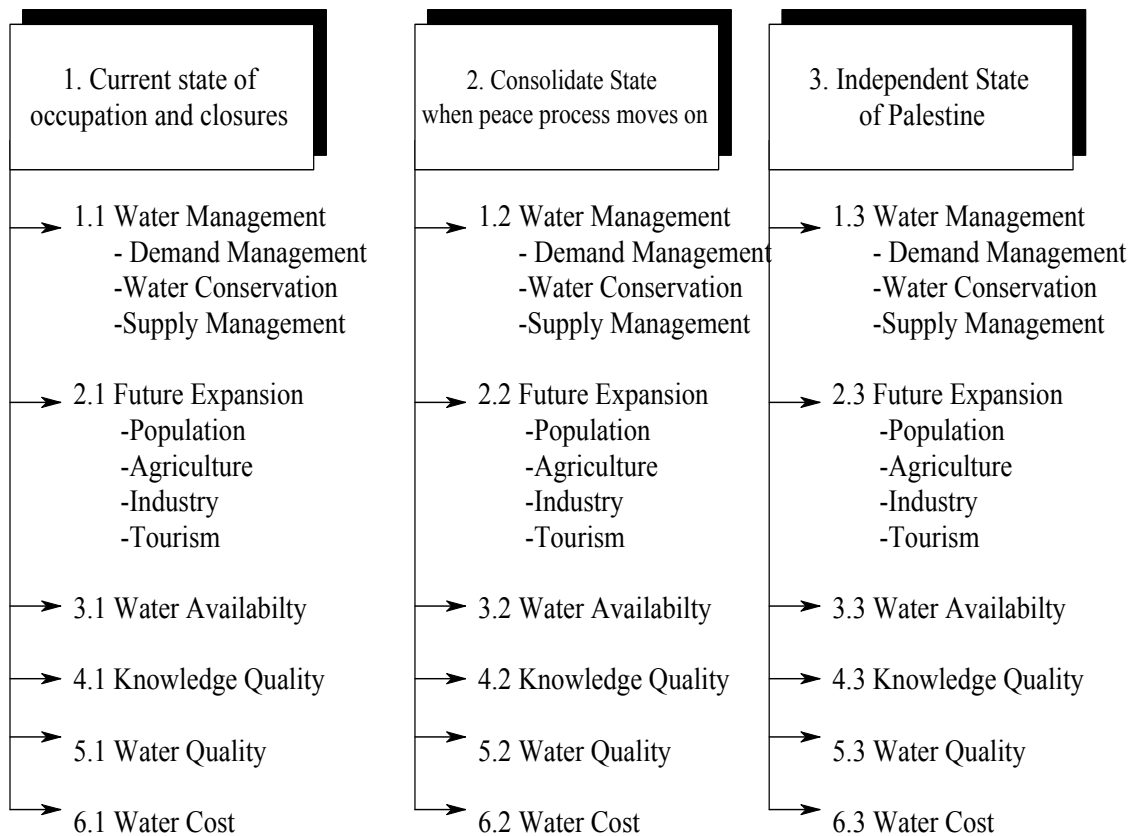 1. Current state of
occupation and closures
1.1 Water Management
- Demand Management
-Water Conservation
-Supply Management
2.1 Future Expansion
-Population
-Agriculture
-Industry
-Tourism
3.1 Water Availabilty
4.1 Knowledge Quality
5.1 Water Quality
6.1 Water Cost
2. Consolidate State
when peace process moves on
1.2 Water Management
- Demand Management
-Water Conservation
-Supply Management
2.2 Future Expansion
-Population
-Agriculture
-Industry
-Tourism
3.2 Water Availabilty
4.2 Knowledge Quality
5.2 Water Quality
6.2 Water Cost
3. Independent State
of Palestine
1.3 Water Management
- Demand Management
-Water Conservation
-Supply Management
2.3 Future Expansion
-Population
-Agriculture
-Industry
-Tourism
3.3 Water Availabilty
4.3 Knowledge Quality
5.3 Water Quality
6.3 Water Cost